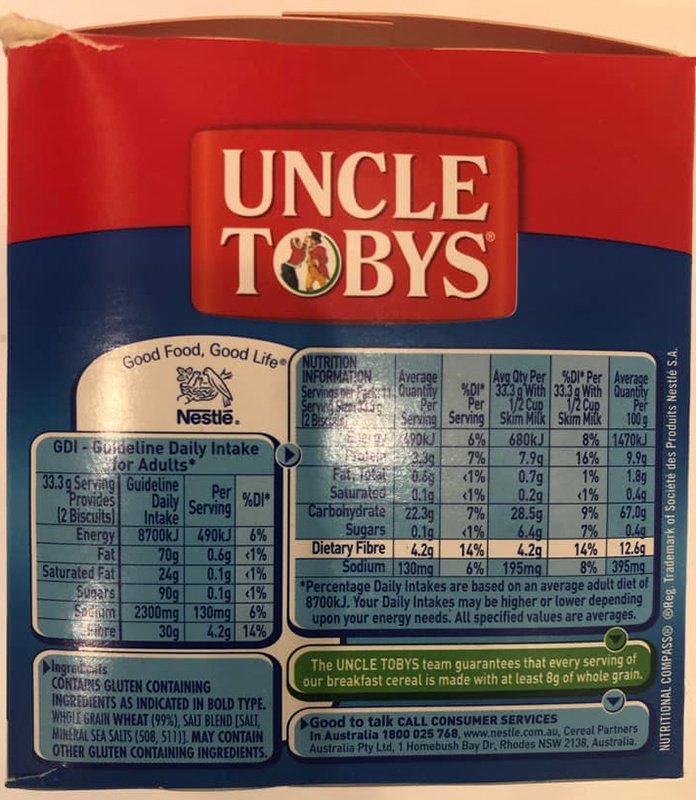 UNCLE
TOBYS®
Good Food, Good Life®
Nestlé®
GDI - Guideline Daily Intake
for Adults*
33.3g Serving Provides (2 Biscuits) Guideline Daily Intake Per Serving %DI*
Energy 8700kJ 490kJ 6%
Fat 70g 0.6g <1%
Saturated Fat 24g 0.1g <1%
Sugars 90g 0.1g <1%
Sodium 2300mg 130mg 6%
Fibre 30g 4.2g 14%
Ingredients
CONTAINS GLUTEN CONTAINING
INGREDIENTS AS INDICATED IN BOLD TYPE.
WHOLE GRAIN WHEAT (99%), SALT BLEND [SALT,
MINERAL SEA SALTS (508, 511)]. MAY CONTAIN
OTHER GLUTEN CONTAINING INGREDIENTS.
NUTRITION
INFORMATION
Servings per Pack: 11
Serving Size: 33.3g
(2 Biscuits)
Average Quantity Per Serving %DI* Per Serving Avg Qty Per 33.3 g With 1/2 Cup Skim Milk %DI* Per 33.3 g With 1/2 Cup Skim Milk Average Quantity Per 100 g
Energy 490kJ 6% 680kJ 8% 1470kJ
Protein 3.3g 7% 7.9g 16% 9.9g
Fat, Total 0.6g <1% 0.7g 1% 1.8g
Saturated 0.1g <1% 0.2g <1% 0.4g
Carbohydrate 22.3g 7% 28.5g 9% 67.0g
Sugars 0.1g <1% 6.4g 7% 0.4g
Dietary Fibre 4.2g 14% 4.2g 14% 12.6g
Sodium 130mg 6% 195mg 8% 395mg
*Percentage Daily Intakes are based on an average adult diet of
8700kJ. Your Daily Intakes may be higher or lower depending
upon your energy needs. All specified values are averages.
The UNCLE TOBYS team guarantees that every serving of
our breakfast cereal is made with at least 8g of whole grain.
Good to talk CALL CONSUMER SERVICES
In Australia 1800 025 768, www.nestle.com.au, Cereal Partners
Australia Pty Ltd, 1 Homebush Bay Dr, Rhodes NSW 2138, Australia.
NUTRITIONAL COMPASS® ®Reg. Trademark of Société des Produits Nestlé S.A.